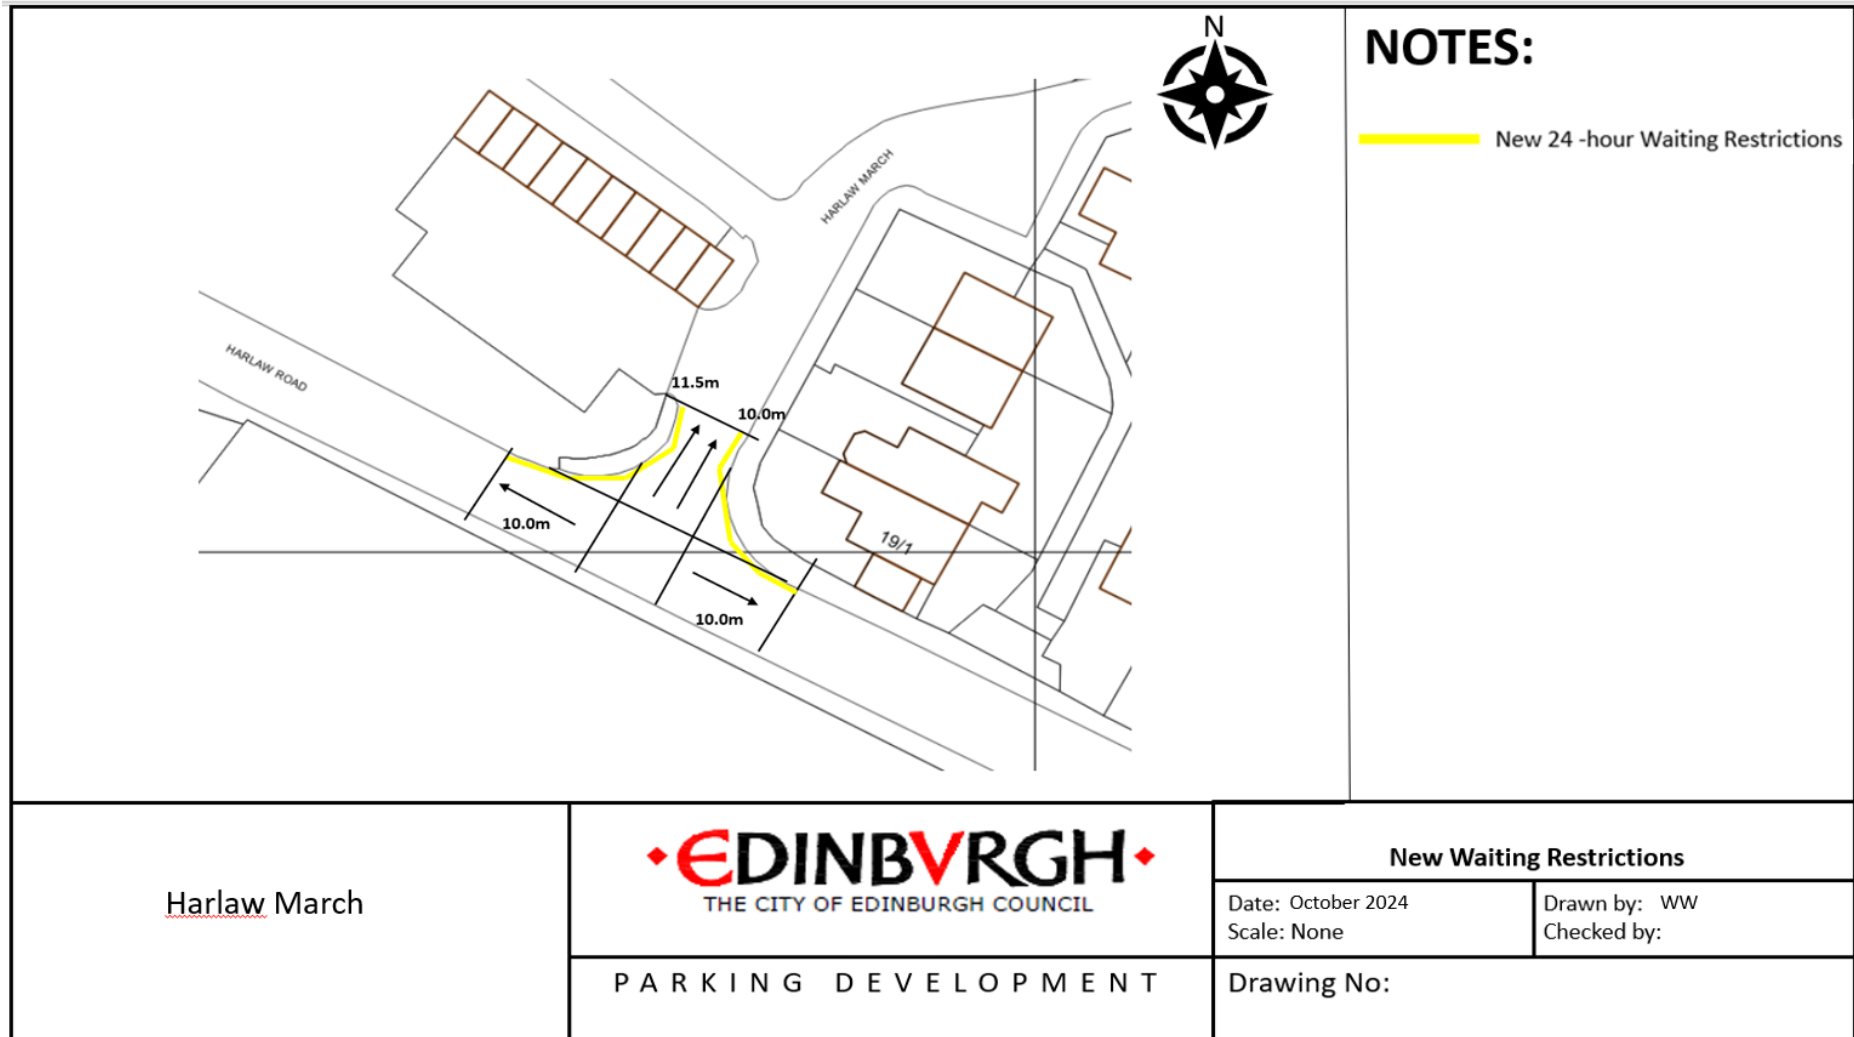 N
NOTES:
New 24 -hour Waiting Restrictions
HARLAW MARCH
HARLAW ROAD
11.5m
10.0m
10.0m
19/1
10.0m
Harlaw March
EDINBVRGH
THE CITY OF EDINBURGH COUNCIL
PARKING DEVELOPMENT
New Waiting Restrictions
Date: October 2024
Scale: None
Drawn by: WW
Checked by:
Drawing No: